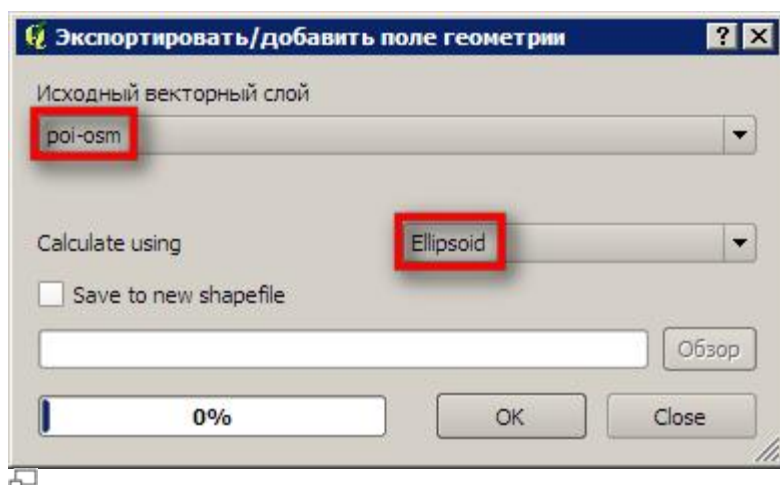 Экспортировать/добавить поле геометрии
Исходный векторный слой
poi-osm
Calculate using Ellipsoid
Save to new shapefile
Обзор
0% OK Close